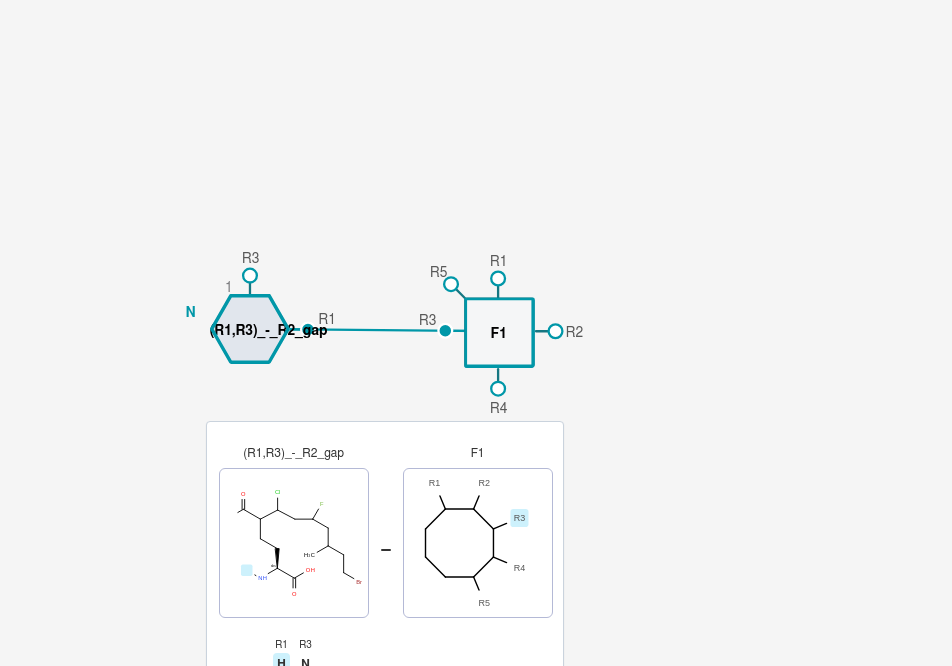 R3
1
N
(R1,R3)_-_R2_gap
R1
R5
R1
R3
F1
R2
R4
(R1,R3)_-_R2_gap
F1
O
Cl
F
H₃C
NH
OH
O
Br
–
R1
R2
R3
R4
R5
R1 R3
H N